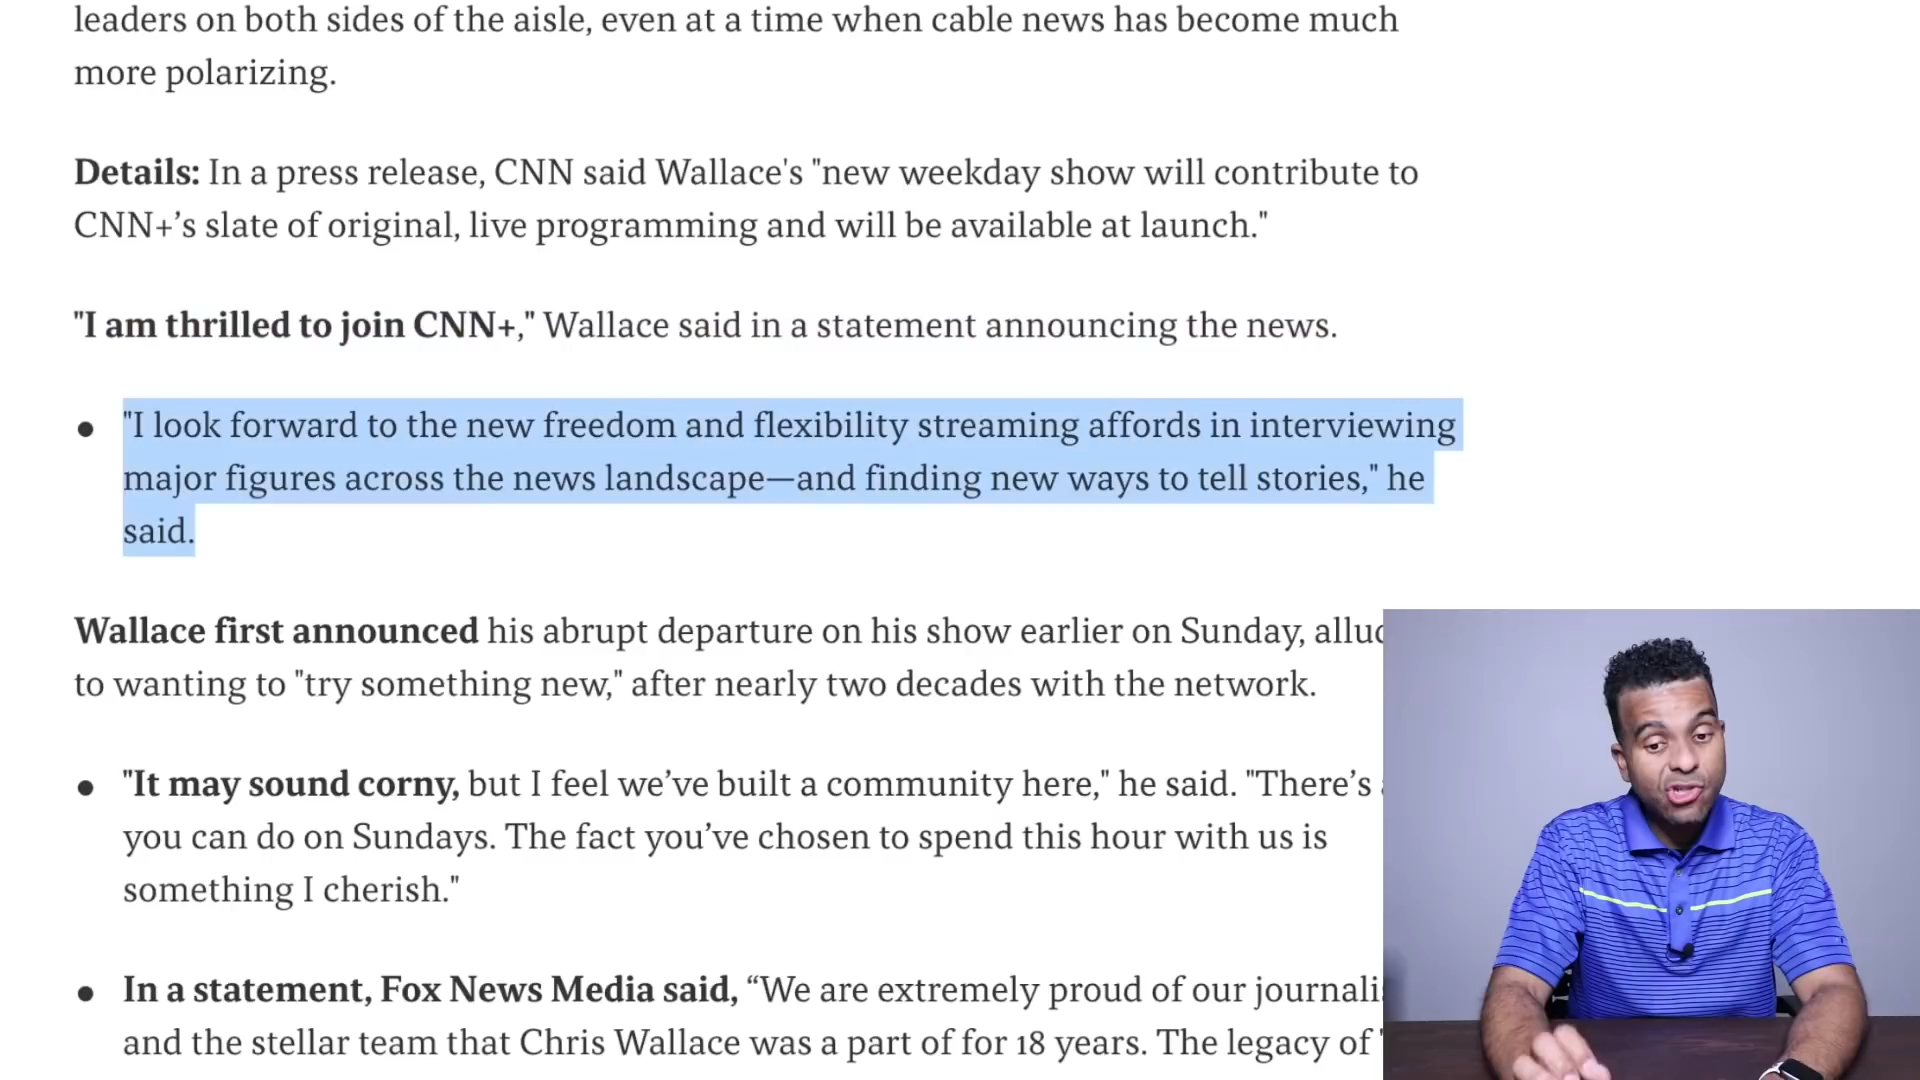 leaders on both sides of the aisle, even at a time when cable news has become much
more polarizing.
Details: In a press release, CNN said Wallace's "new weekday show will contribute to
CNN+’s slate of original, live programming and will be available at launch."
"I am thrilled to join CNN+," Wallace said in a statement announcing the news.
● "I look forward to the new freedom and flexibility streaming affords in interviewing
major figures across the news landscape—and finding new ways to tell stories," he
said.
Wallace first announced his abrupt departure on his show earlier on Sunday,
to wanting to "try something new," after nearly two decades with the network.
● "It may sound corny, but I feel we’ve built a community here," he said. "There’s
you can do on Sundays. The fact you’ve chosen to spend this hour with us is
something I cherish."
● In a statement, Fox News Media said, “We are extremely proud of our
and the stellar team that Chris Wallace was a part of for 18 years. The legacy of